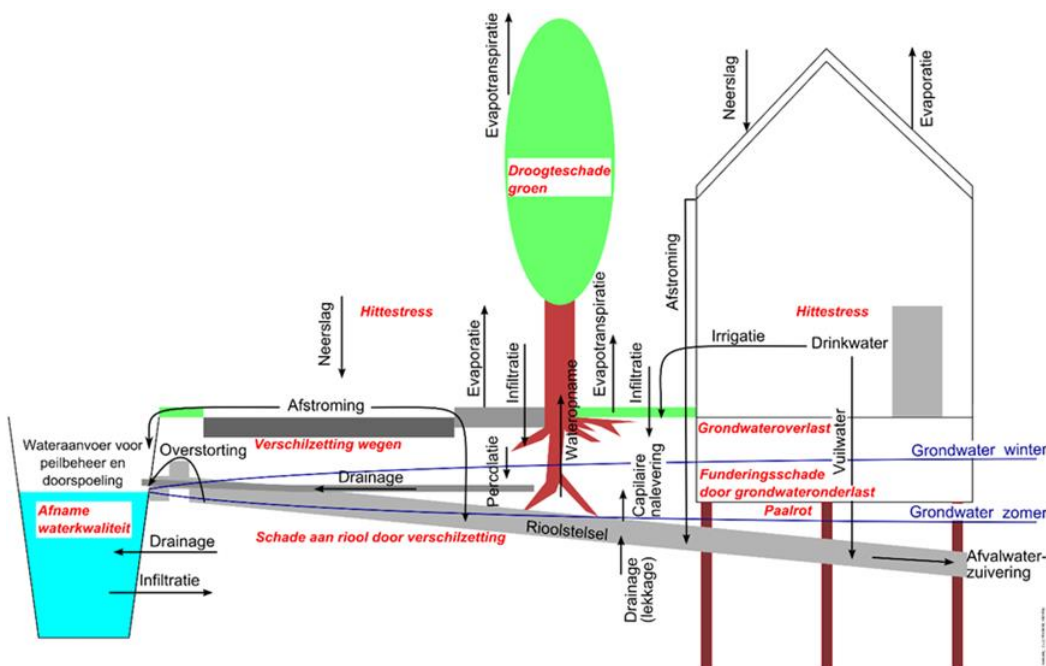 Evapotranspiratie
Neerslag
Evaporatie
Droogteschade
groen
Afstroming
Neerslag
Hittestress
Evaporatie
Infiltratie
Wateropname
Evapotranspiratie
Infiltratie
Irrigatie
Hittestress
Drinkwater
Afstroming
Verschilzetting wegen
Grondwateroverlast
Vuilwater
Wateraanvoer voor
peilbeheer en
doorspoeling
Overstorting
Percolatie
Capilaire
nalevering
Grondwater winter
Drainage
Funderingsschade
door grondwateronderlast
Paalrot
Grondwater zomer
Afname
waterkwaliteit
Rioolstelsel
Schade aan riool door verschilzetting
Drainage
Infiltratie
Drainage
(lekkage)
Afvalwater-
zuivering